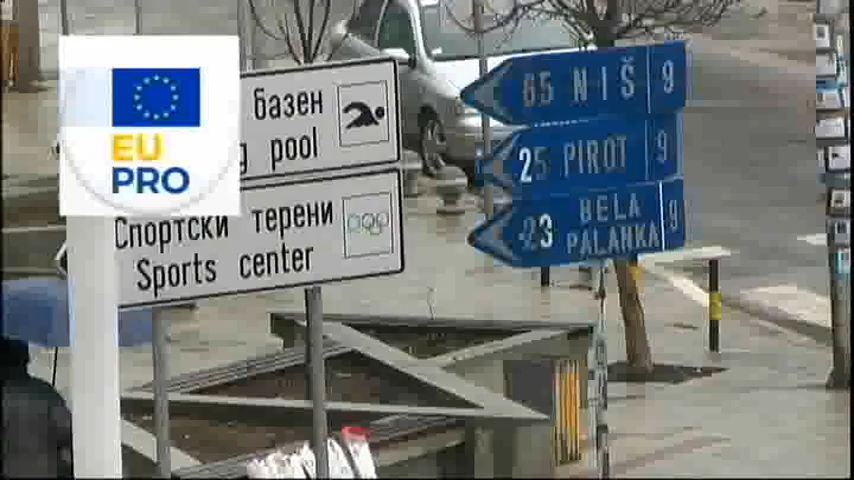 EU
PRO
базен
g pool
Спортски терени
Sports center
65 NIŠ 9
25 PIROT 9
23 BELA
PALANKA 9